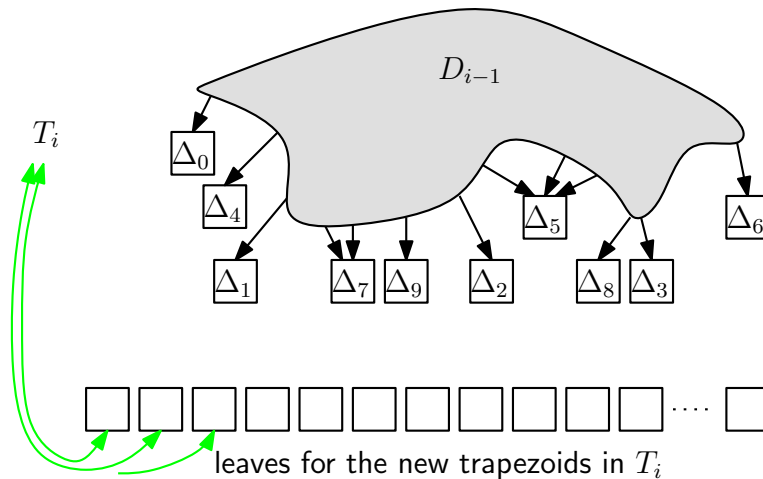 D_{i-1}
T_i
Δ_0
Δ_4
Δ_5
Δ_6
Δ_1
Δ_7
Δ_9
Δ_2
Δ_8
Δ_3
....
leaves for the new trapezoids in T_i